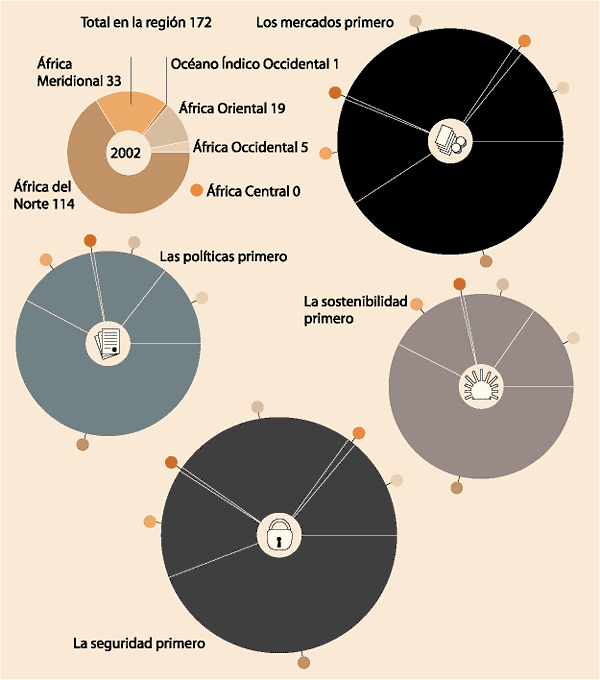 Total en la región 172
Los mercados primero
África
Meridional 33
Océano Índico Occidental 1
África Oriental 19
2002
África Occidental 5
África del
Norte 114
África Central 0
Las políticas primero
La sostenibilidad
primero
La seguridad primero